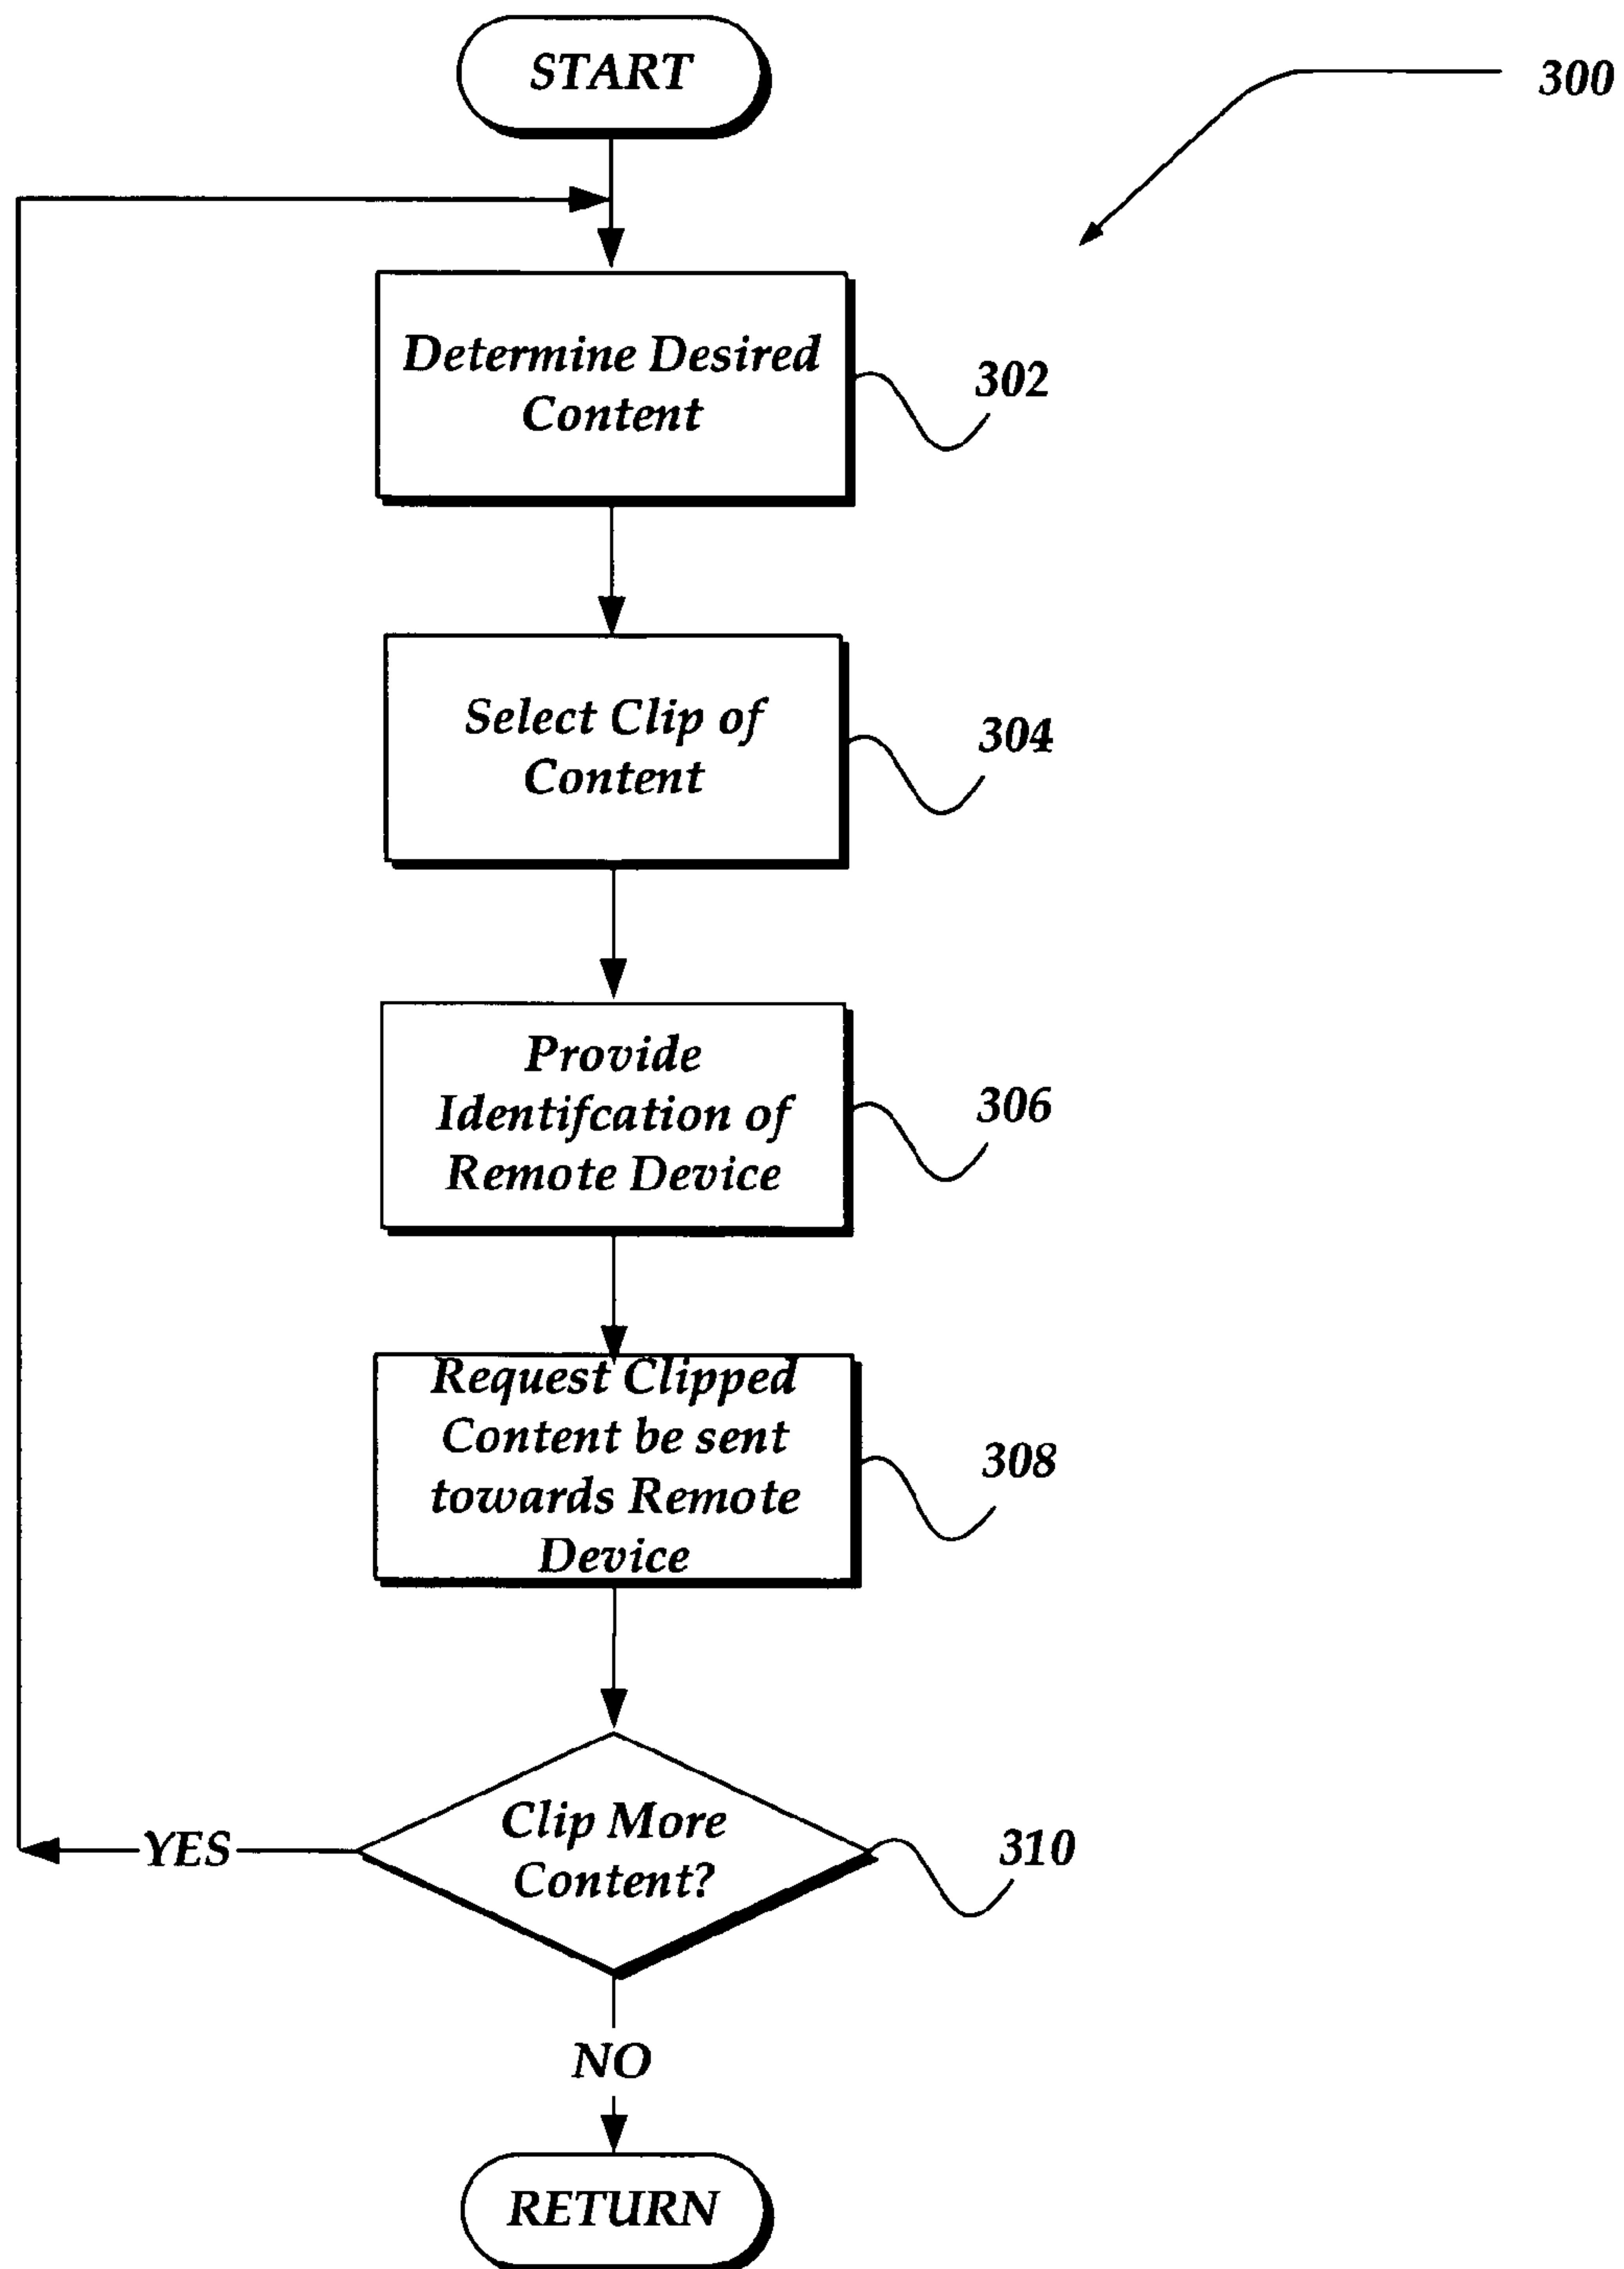 START
300
Determine Desired
Content
302
Select Clip of
Content
304
Provide
Identifcation of
Remote Device
306
Request Clipped
Content be sent
towards Remote
Device
308
Clip More
Content?
310
YES
NO
RETURN